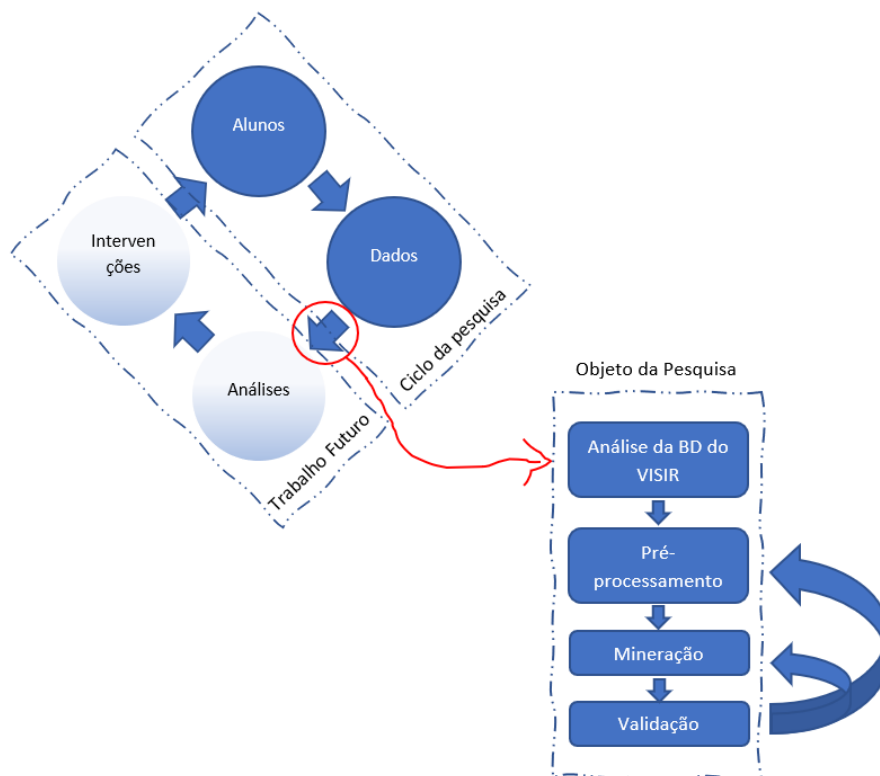 Alunos
Dados
Interven
ções
Análises
Ciclo da pesquisa
Trabalho Futuro
Objeto da Pesquisa
Análise da BD do
VISIR
Pré-
processamento
Mineração
Validação